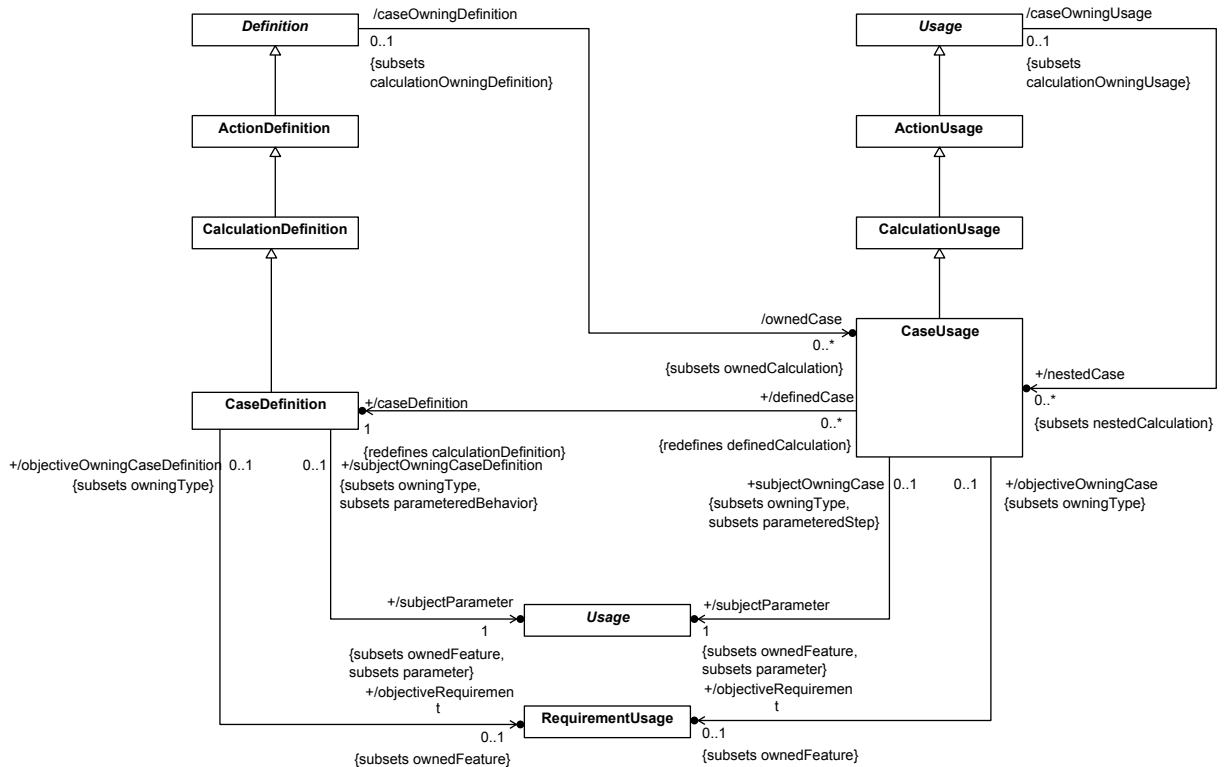 /caseOwningDefinition
Definition
0..1
{subsets
calculationOwningDefinition}
/caseOwningUsage
Usage
0..1
{subsets
calculationOwningUsage}
ActionDefinition
ActionUsage
CalculationDefinition
CalculationUsage
/ownedCase
0..*
{subsets ownedCalculation}
CaseUsage
+/nestedCase
0..*
{subsets nestedCalculation}
CaseDefinition
+/caseDefinition
1
{redefines calculationDefinition}
+/definedCase
0..*
{redefines definedCalculation}
+/objectiveOwningCaseDefinition
0..1
{subsets owningType}
0..1
+/subjectOwningCaseDefinition
{subsets owningType,
subsets parameteredBehavior}
+subjectOwningCase
0..1
{subsets owningType,
subsets parameteredStep}
0..1
+/objectiveOwningCase
{subsets owningType}
+/subjectParameter
1
{subsets ownedFeature,
subsets parameter}
Usage
+/subjectParameter
1
{subsets ownedFeature,
subsets parameter}
+/objectiveRequiremen
t
0..1
{subsets ownedFeature}
RequirementUsage
+/objectiveRequiremen
t
0..1
{subsets ownedFeature}